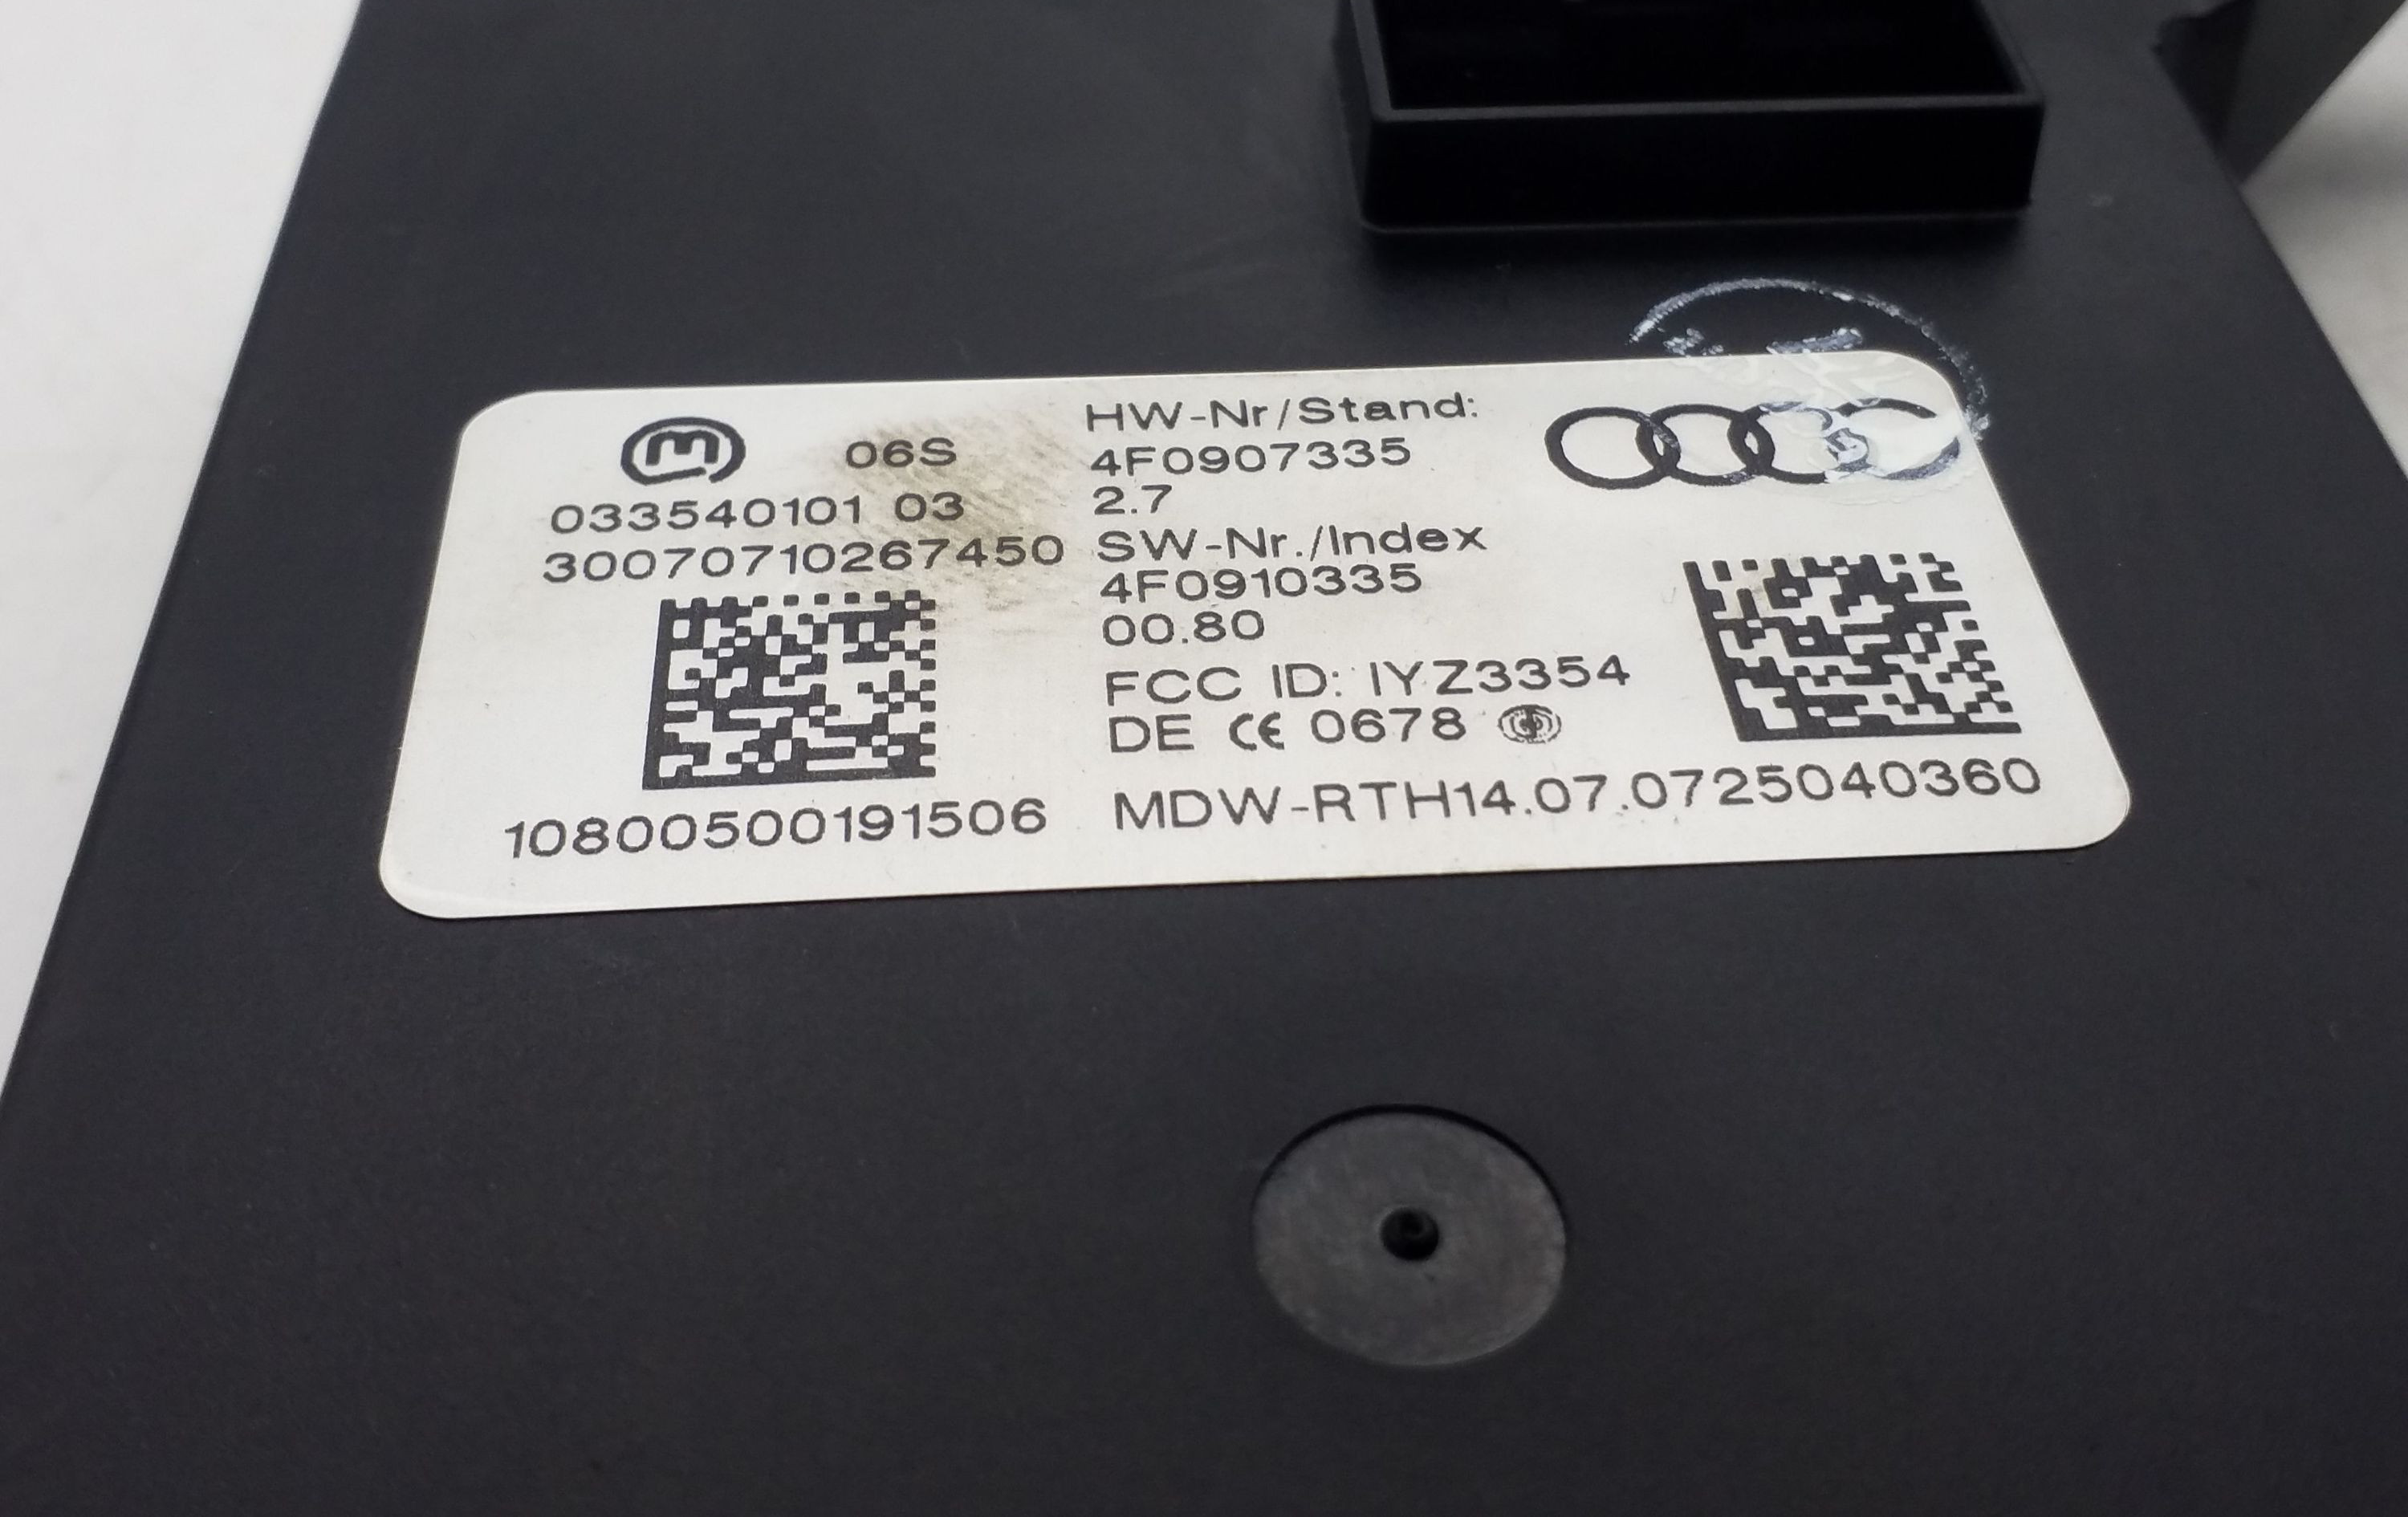 06S
033540101 03
30070710267450
10800500191506
HW-Nr/Stand:
4F0907335
2.7
SW-Nr./Index
4F0910335
00.80
FCC ID: IYZ3354
DE CE 0678
MDW-RTH14.07.0725040360